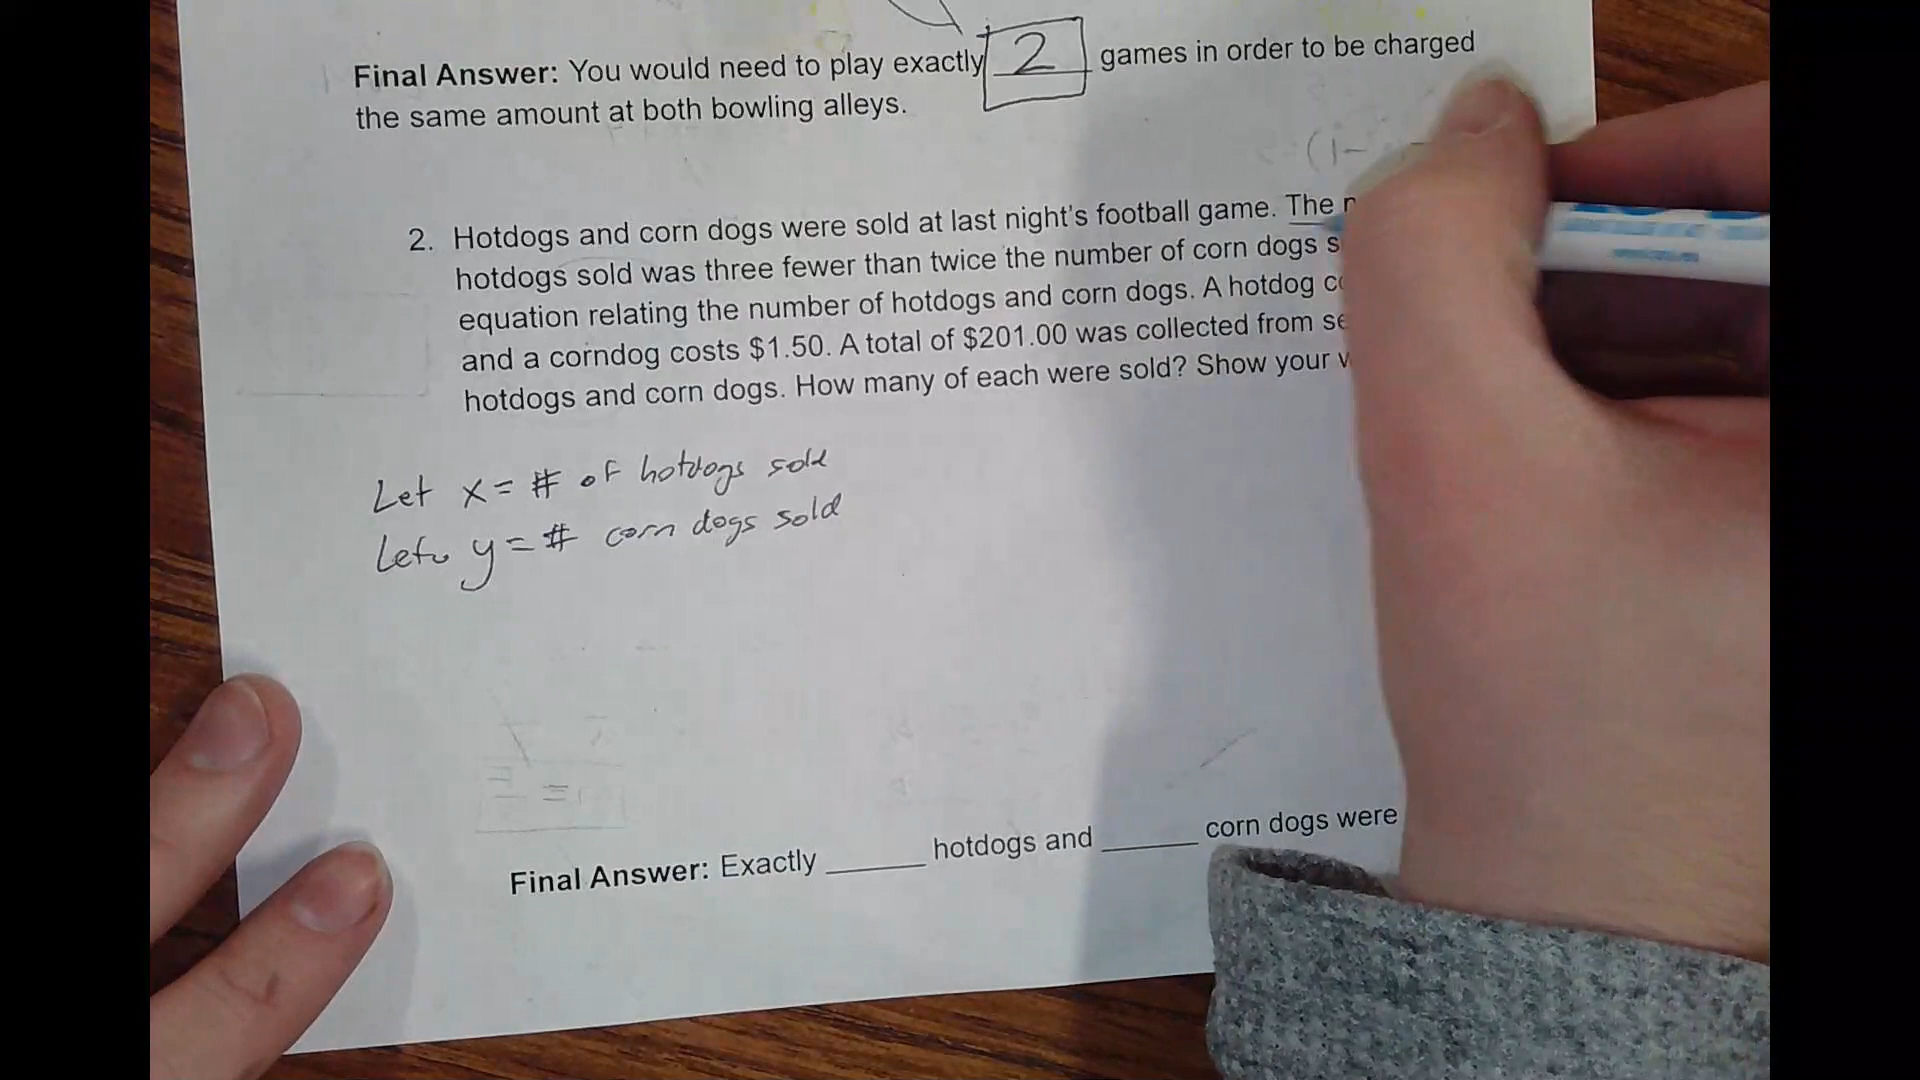 Final Answer: You would need to play exactly 2 games in order to be charged
the same amount at both bowling alleys.
(1-
2. Hotdogs and corn dogs were sold at last night's football game. The
hotdogs sold was three fewer than twice the number of corn dogs
equation relating the number of hotdogs and corn dogs. A hotdog
and a corndog costs $1.50. A total of $201.00 was collected from
hotdogs and corn dogs. How many of each were sold? Show your
Let x = # of hotdogs sold
Let y = # corn dogs sold
Final Answer: Exactly ______ hotdogs and ______ corn dogs were